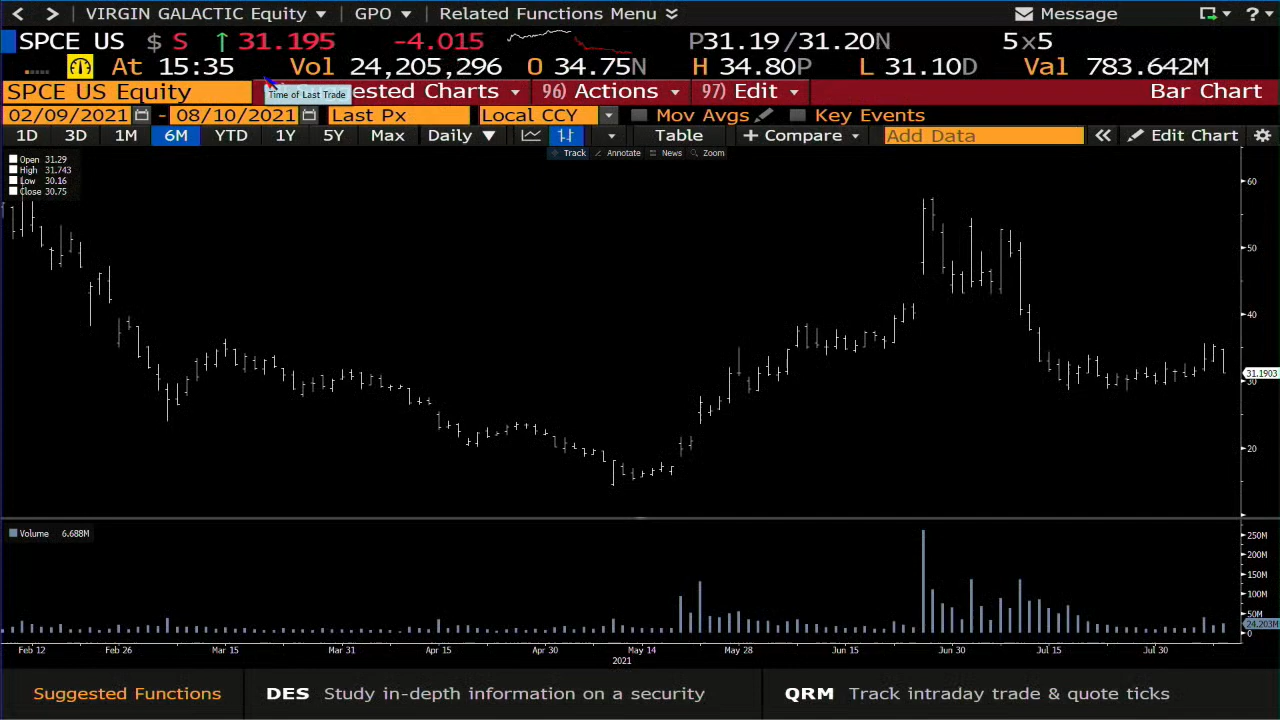 VIRGIN GALACTIC Equity GPO Related Functions Menu Message ?
SPCE US $ S ↑ 31.195 -4.015 P31.19 /31.20N 5x5
At 15:35 Vol 24,205,296 O 34.75N H 34.80P L 31.10D Val 783.642M
SPCE US Equity ested Charts 96) Actions 97) Edit Bar Chart
Time of Last Trade
02/09/2021 - 08/10/2021 Last Px Local CCY Mov Avgs Key Events
1D 3D 1M 6M YTD 1Y 5Y Max Daily ▼ Table + Compare Add Data « Edit Chart
Track Annotate News Zoom
Open 31.29
High 31.743
Low 30.16
Close 30.75
60
50
40
31.1903
30
20
Volume 6.688M
250M
200M
150M
100M
50M
24.203M
0
Feb 12 Feb 26 Mar 15 Mar 31 Apr 15 Apr 30 May 14 May 28 Jun 15 Jun 30 Jul 15 Jul 30
2021
Suggested Functions DES Study in-depth information on a security QRM Track intraday trade & quote ticks